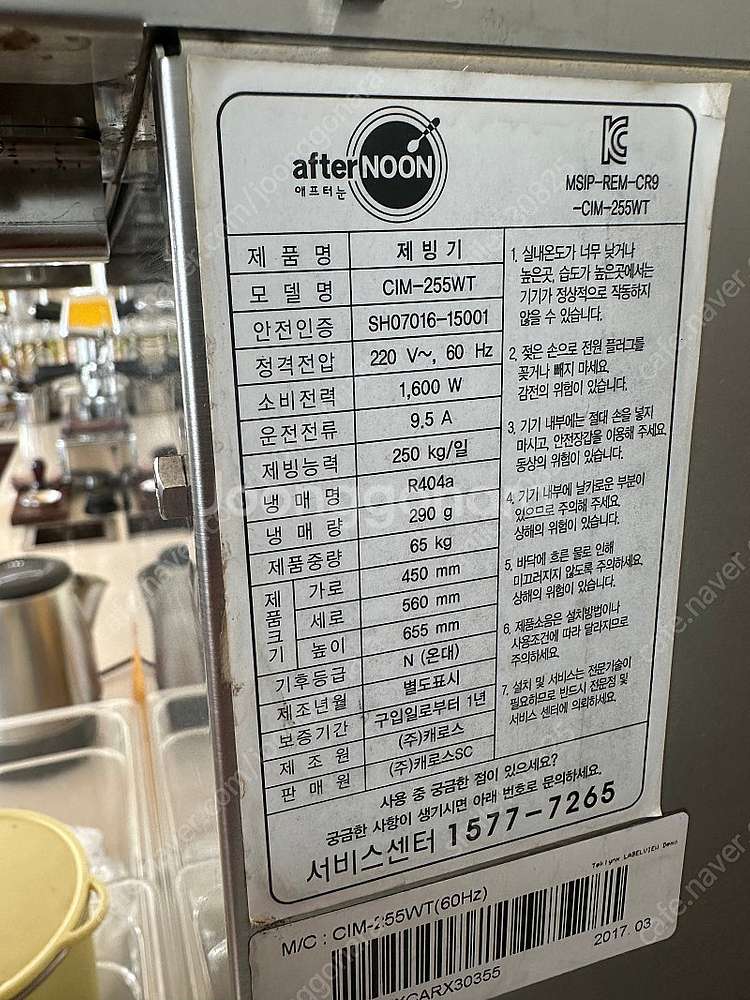 afterNOON
애프터눈
MSIP-REM-CR9
-CIM-255WT
제품명 제빙기
모델명 CIM-255WT
안전인증 SH07016-15001
정격전압 220 V~, 60 Hz
소비전력 1,600 W
운전전류 9.5 A
제빙능력 250 kg/일
냉매명 R404a
냉매량 290 g
제품중량 65 kg
제품크기 가로 450 mm
세로 560 mm
높이 655 mm
기후등급 N (온대)
제조년월 별도표시
보증기간 구입일로부터 1년
제조원 (주)캐로스
판매원 (주)캐로스SC
1. 실내온도가 너무 낮거나
높은곳, 습도가 높은곳에서는
기기가 정상적으로 작동하지
않을 수 있습니다.
2. 젖은 손으로 전원 플러그를
꽂거나 빼지 마세요.
감전의 위험이 있습니다.
3. 기기 내부에는 절대 손을 넣지
마시고, 안전장갑을 이용해 주세요.
동상의 위험이 있습니다.
4. 기기 내부에 날카로운 부분이
있으므로 주의해 주세요.
상해의 위험이 있습니다.
5. 바닥에 흐른 물로 인해
미끄러지지 않도록 주의하세요.
상해의 위험이 있습니다.
6. 제품소음은 설치방법이나
사용조건에 따라 달라지므로
주의하세요.
7. 설치 및 서비스는 전문기술이
필요하므로 반드시 전문점 및
서비스 센터에 의뢰하세요.
사용 중 궁금한 점이 있으세요?
궁금한 사항이 생기시면 아래 번호로 문의하세요.
서비스센터 1577-7265
Teklynx LABELVIEW Demo
M/C : CIM-255WT(60Hz)
2017. 03
CARX30355
joonggonara
cafe.naver